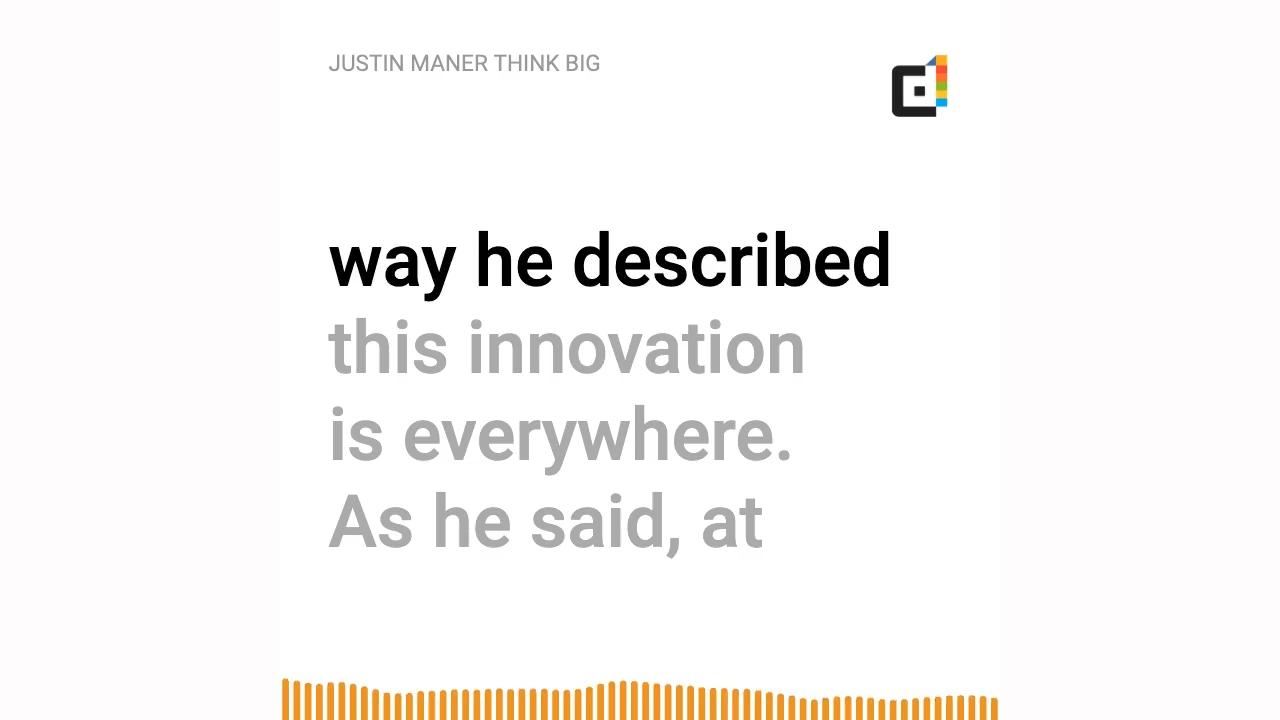 JUSTIN MANER THINK BIG
way he described
this innovation
is everywhere.
As he said, at